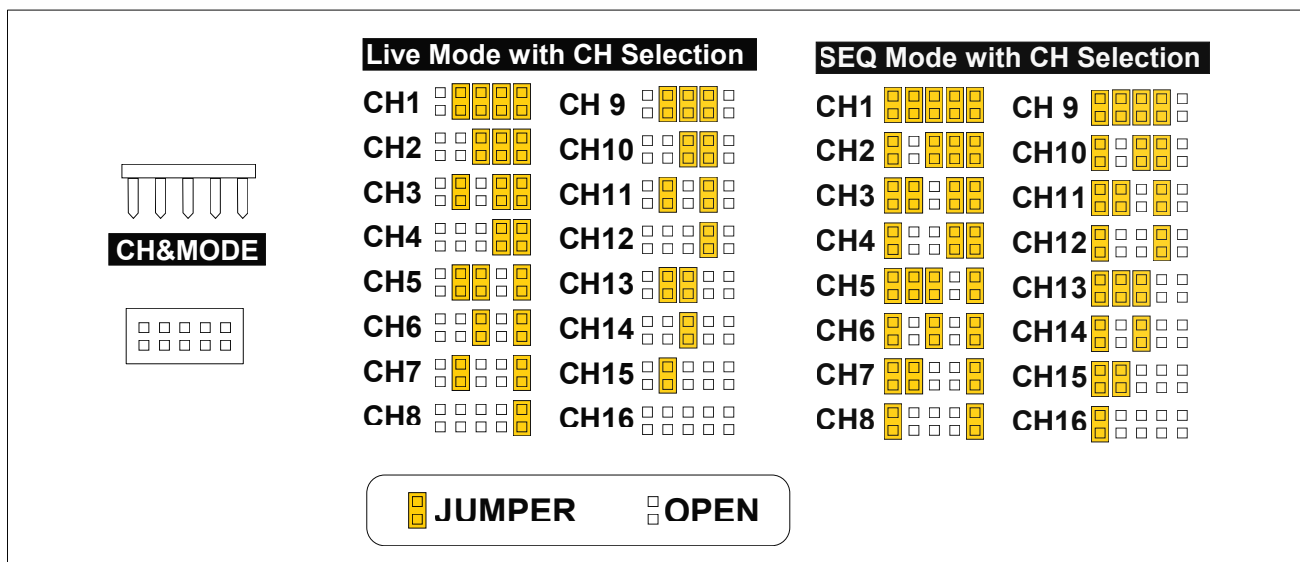 Live Mode with CH Selection
CH1
CH 9
CH2
CH10
CH3
CH11
CH4
CH12
CH5
CH13
CH6
CH14
CH7
CH15
CH8
CH16
SEQ Mode with CH Selection
CH1
CH 9
CH2
CH10
CH3
CH11
CH4
CH12
CH5
CH13
CH6
CH14
CH7
CH15
CH8
CH16
CH&MODE
JUMPER
OPEN